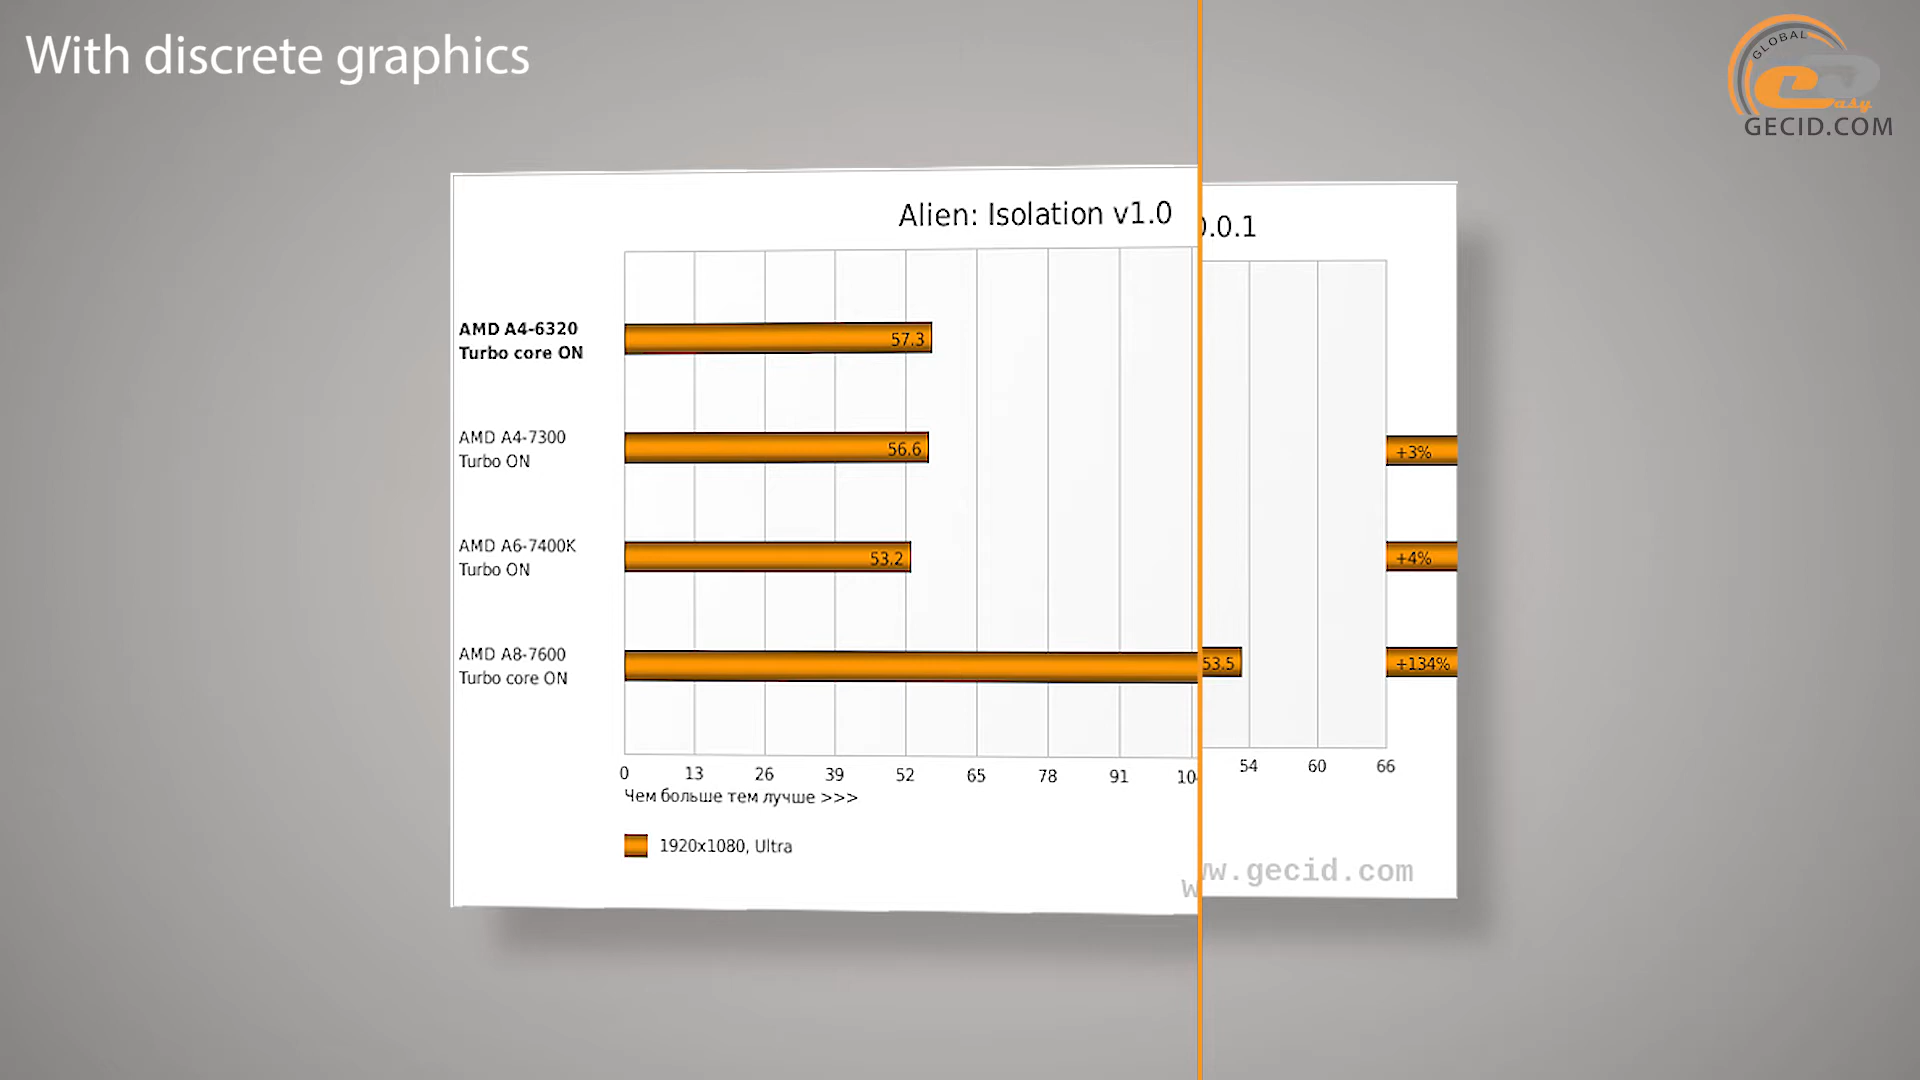 With discrete graphics
GLOBAL
easy
GECID.COM
Alien: Isolation v1.0
.0.1
AMD A4-6320
Turbo core ON
57.3
AMD A4-7300
Turbo ON
56.6
+3%
AMD A6-7400K
Turbo ON
53.2
+4%
AMD A8-7600
Turbo core ON
53.5
+134%
0 13 26 39 52 65 78 91 10
54 60 66
Чем больше тем лучше >>>
1920x1080, Ultra
w
w.gecid.com